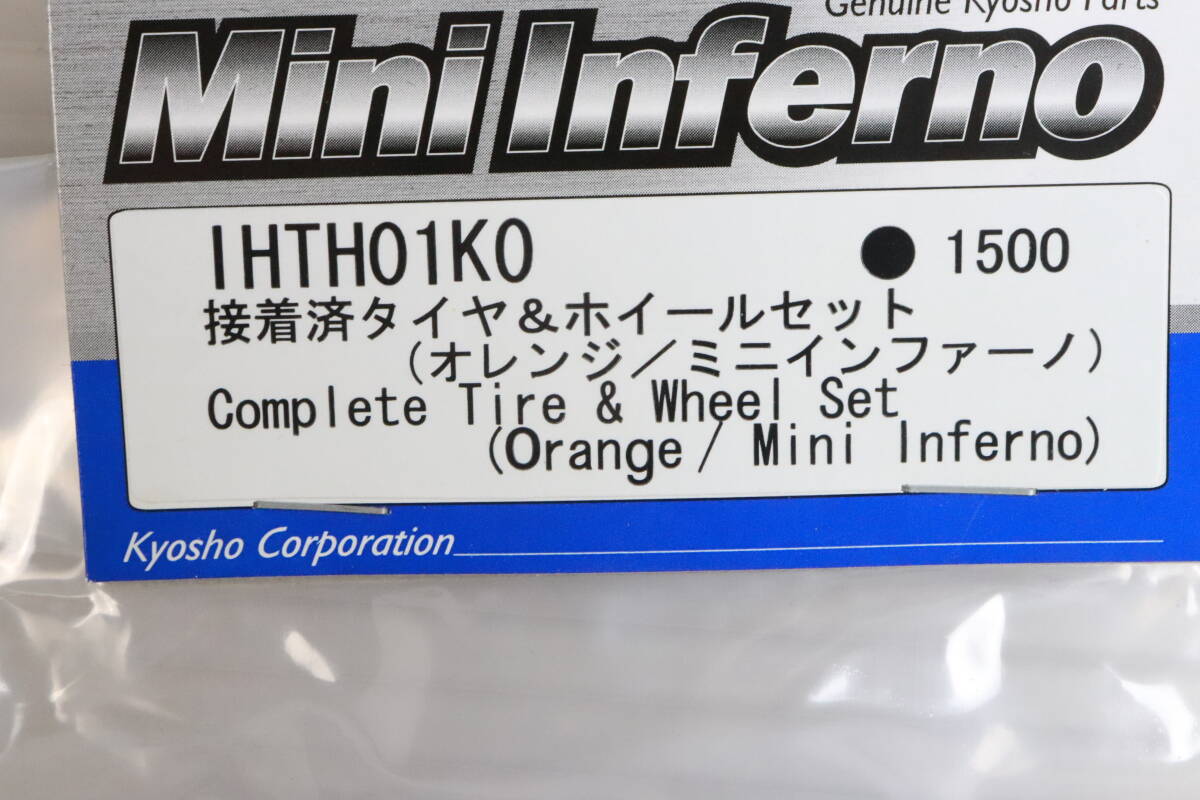 Genuine Kyosho Parts
Mini Inferno
IHTH01KO ● 1500
接着済タイヤ&ホイールセット
(オレンジ/ミニインファーノ)
Complete Tire & Wheel Set
(Orange/ Mini Inferno)
Kyosho Corporation